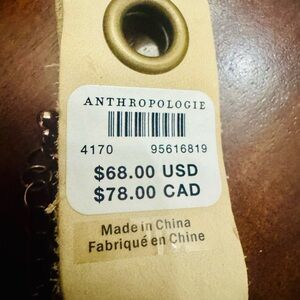 ANTHROPOLOGIE
4170 95616819
$68.00 USD
$78.00 CAD
Made in China
Fabriqué en Chine